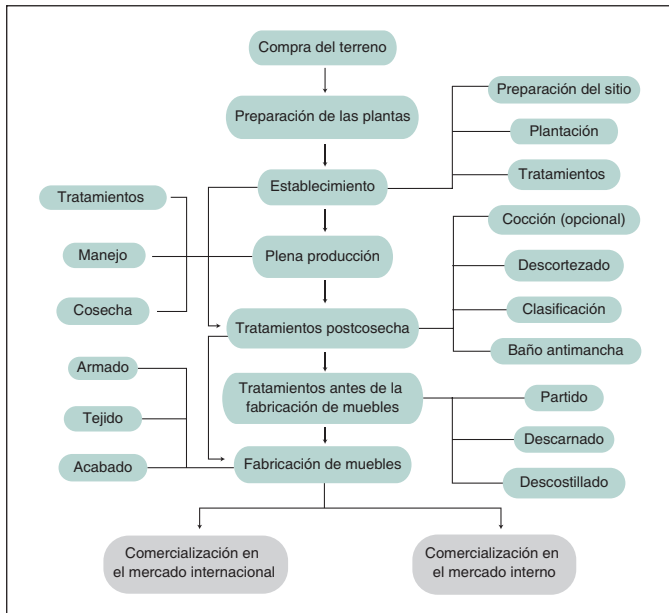 Compra del terreno
Preparación de las plantas
Establecimiento
Plena producción
Tratamientos postcosecha
Tratamientos antes de la
fabricación de muebles
Fabricación de muebles
Preparación del sitio
Plantación
Tratamientos
Tratamientos
Manejo
Cosecha
Cocción (opcional)
Descortezado
Clasificación
Baño antimancha
Partido
Descarnado
Descostillado
Armado
Tejido
Acabado
Comercialización en
el mercado internacional
Comercialización en
el mercado interno